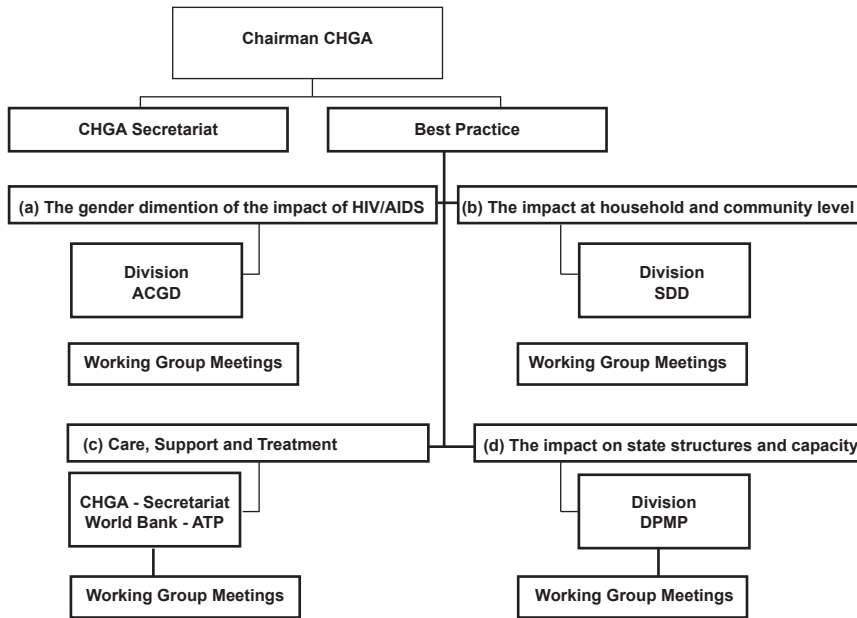 Chairman CHGA
CHGA Secretariat
Best Practice
(a) The gender dimention of the impact of HIV/AIDS
(b) The impact at household and community level
Division
ACGD
Division
SDD
Working Group Meetings
Working Group Meetings
(c) Care, Support and Treatment
(d) The impact on state structures and capacity
CHGA - Secretariat
World Bank - ATP
Division
DPMP
Working Group Meetings
Working Group Meetings